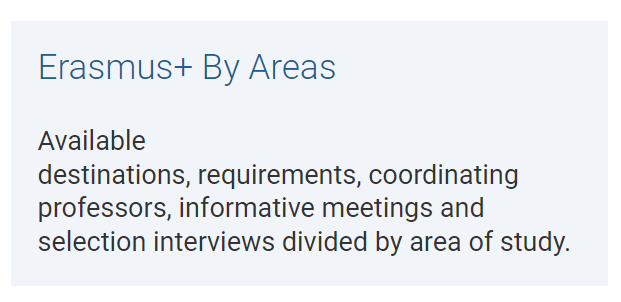 Erasmus+ By Areas
Available
destinations, requirements, coordinating
professors, informative meetings and
selection interviews divided by area of study.